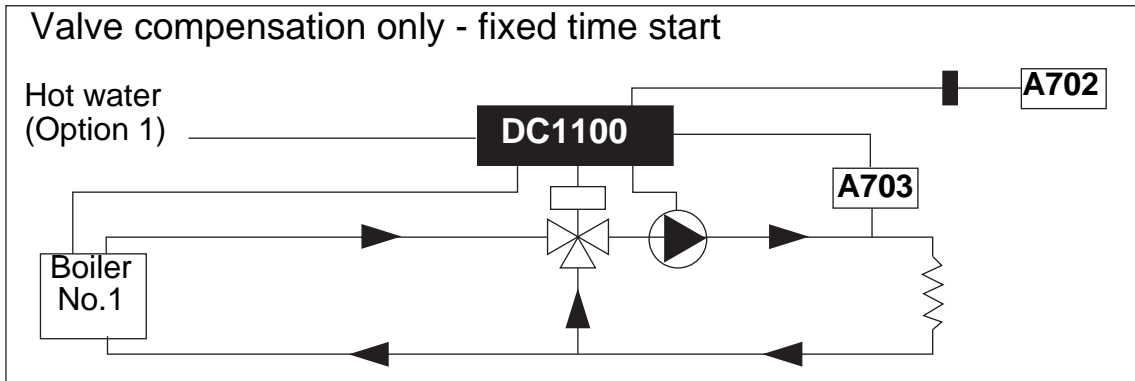 Valve compensation only - fixed time start
Hot water
(Option 1)
DC1100
A702
A703
Boiler
No.1